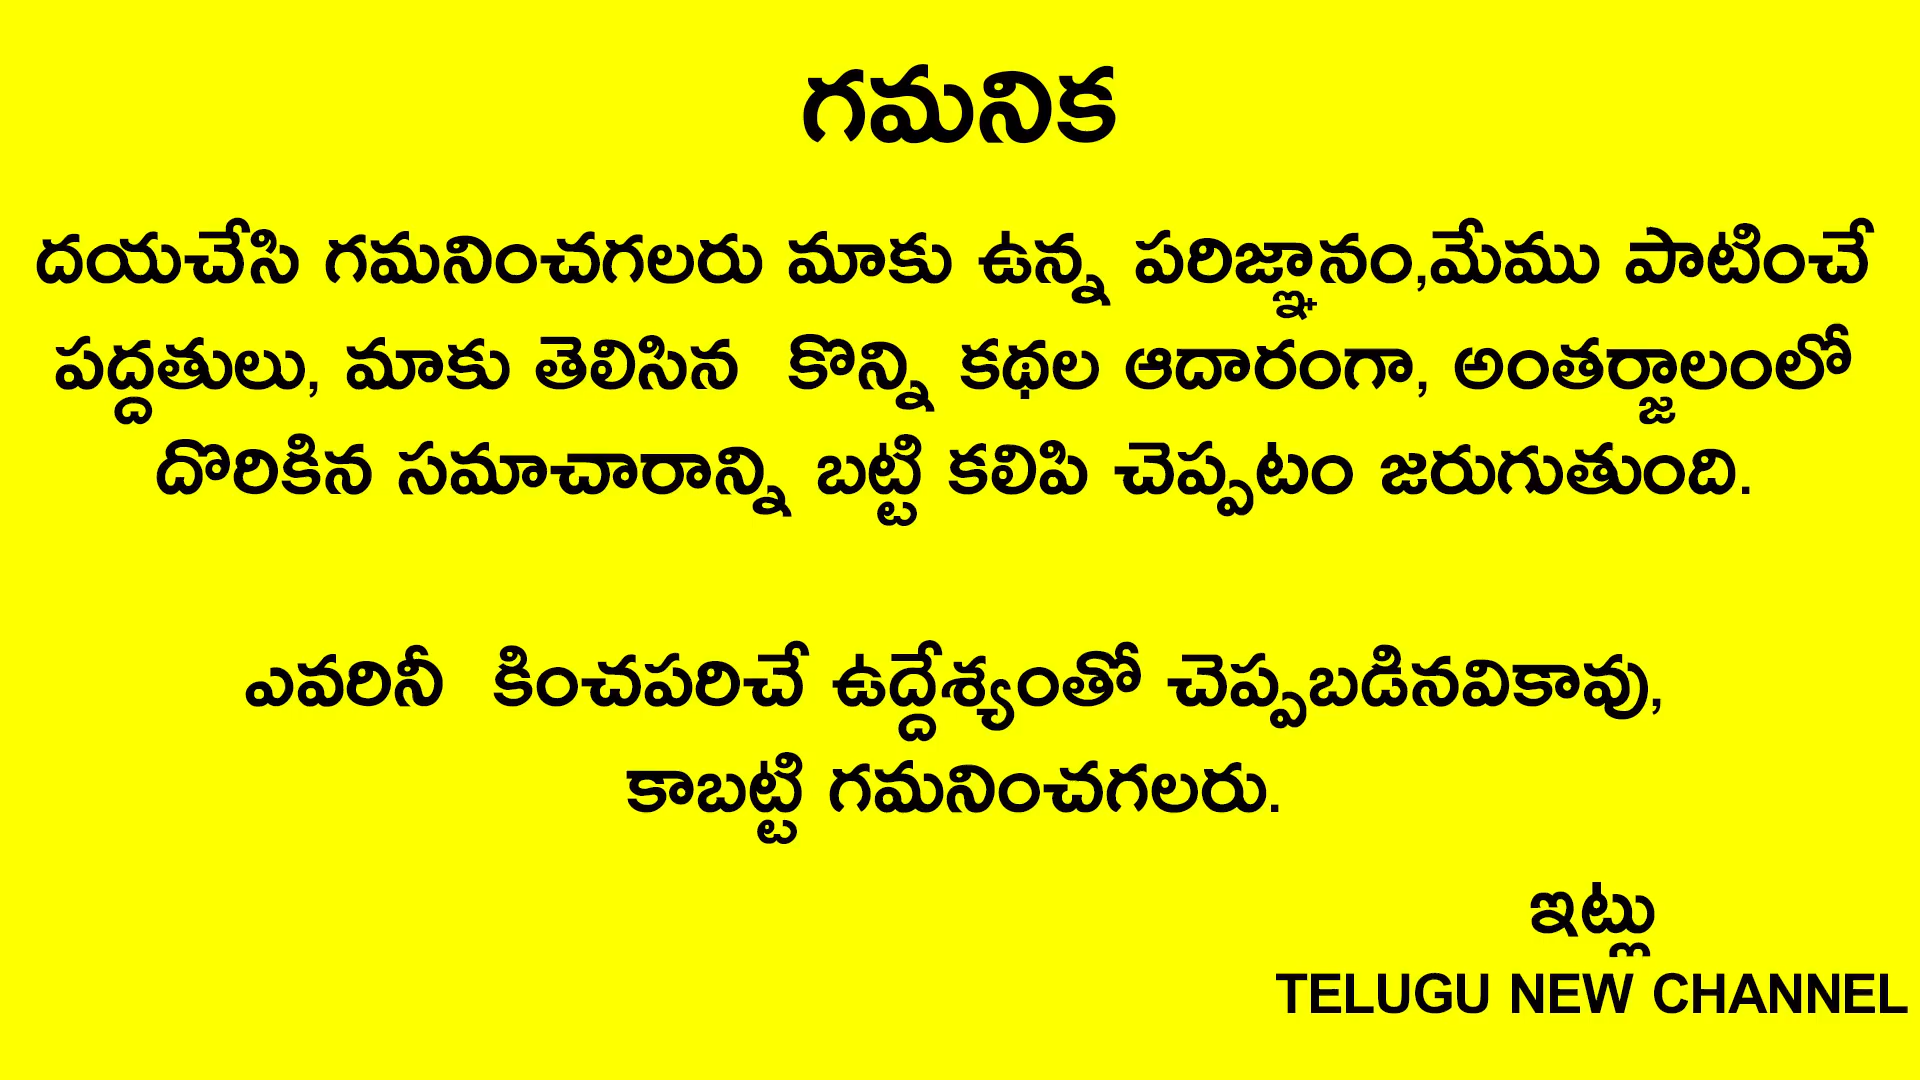 గమనిక
దయచేసి గమనించగలరు మాకు ఉన్న పరిజ్ఞానం,మేము పాటించే
పద్దతులు, మాకు తెలిసిన కొన్ని కథల ఆదారంగా, అంతర్జాలంలో
దొరికిన సమాచారాన్ని బట్టి కలిపి చెప్పటం జరుగుతుంది.
ఎవరినీ కించపరిచే ఉద్దేశ్యంతో చెప్పబడినవికావు,
కాబట్టి గమనించగలరు.
ఇట్లు
TELUGU NEW CHANNEL